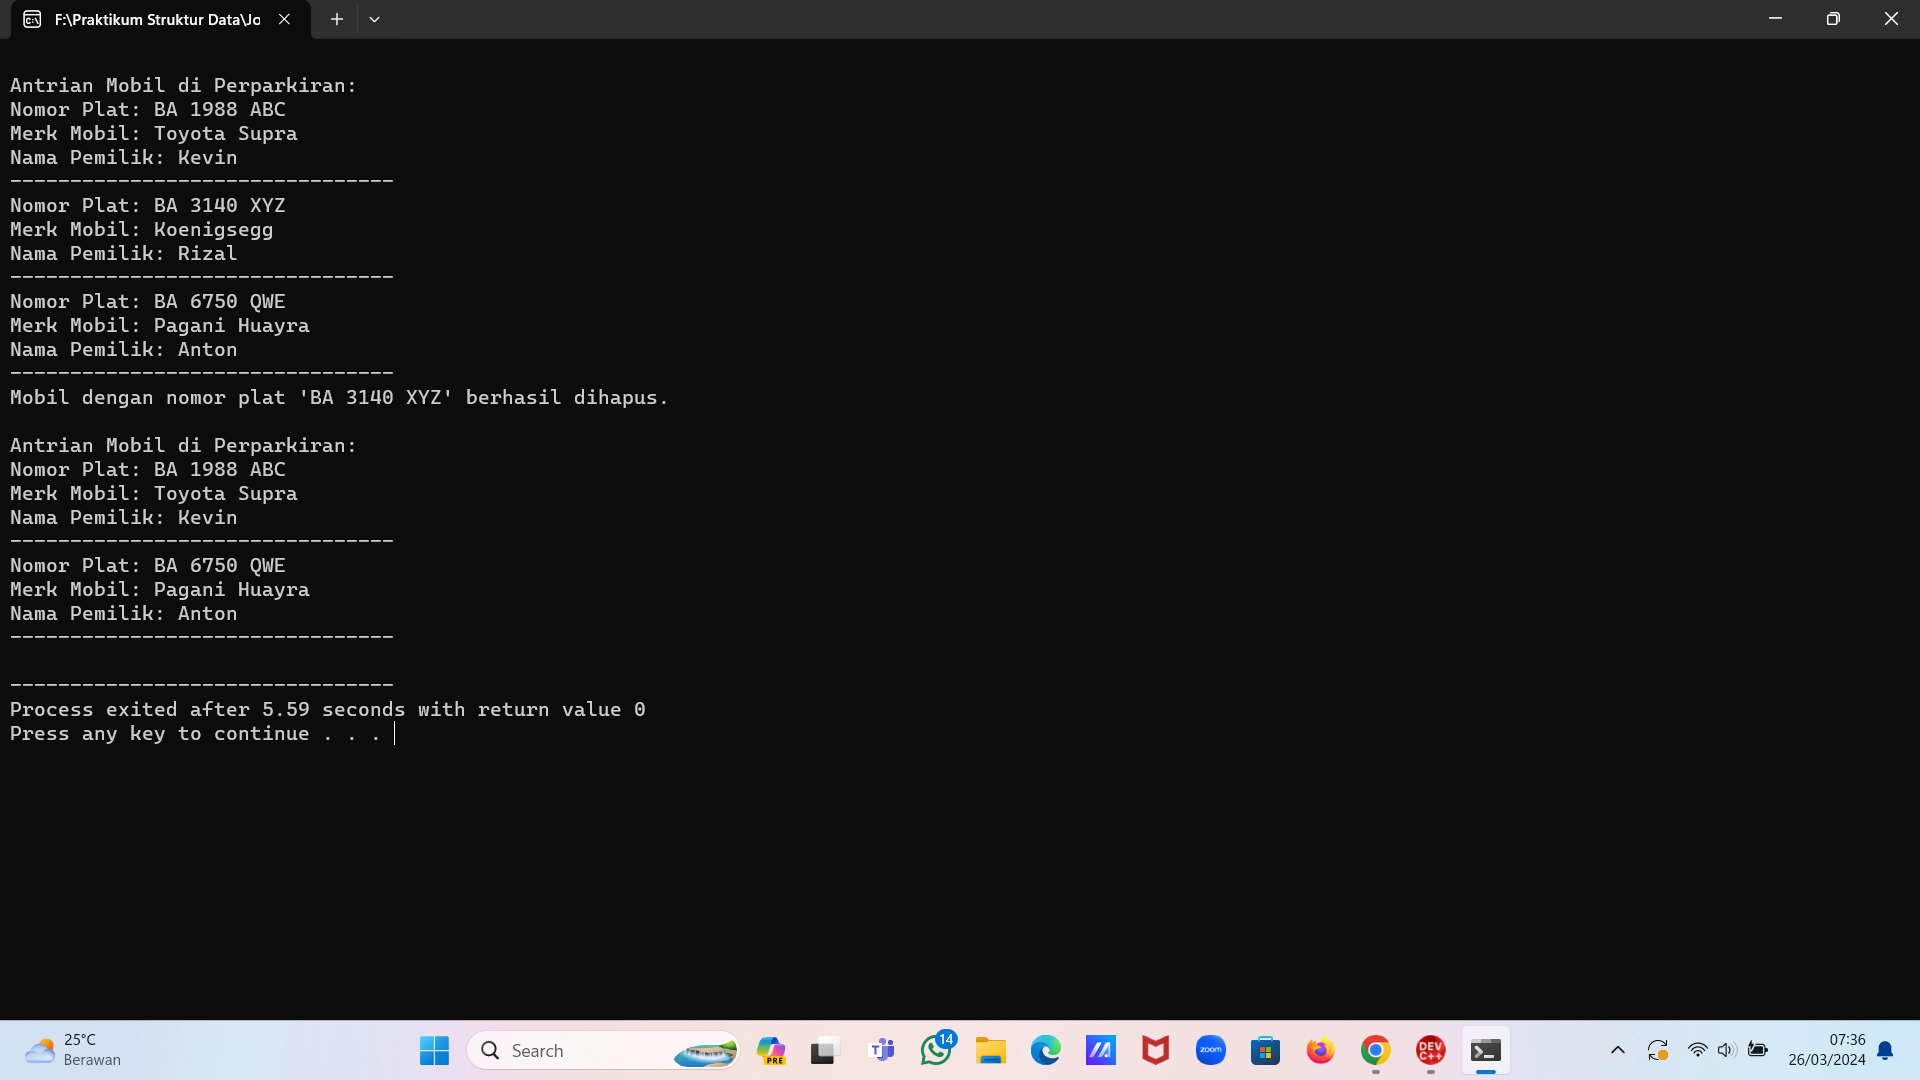 F:\Praktikum Struktur Data\Jo
Antrian Mobil di Perparkiran:
Nomor Plat: BA 1988 ABC
Merk Mobil: Toyota Supra
Nama Pemilik: Kevin
--------------------------------
Nomor Plat: BA 3140 XYZ
Merk Mobil: Koenigsegg
Nama Pemilik: Rizal
--------------------------------
Nomor Plat: BA 6750 QWE
Merk Mobil: Pagani Huayra
Nama Pemilik: Anton
--------------------------------
Mobil dengan nomor plat 'BA 3140 XYZ' berhasil dihapus.
Antrian Mobil di Perparkiran:
Nomor Plat: BA 1988 ABC
Merk Mobil: Toyota Supra
Nama Pemilik: Kevin
--------------------------------
Nomor Plat: BA 6750 QWE
Merk Mobil: Pagani Huayra
Nama Pemilik: Anton
--------------------------------
--------------------------------
Process exited after 5.59 seconds with return value 0
Press any key to continue . . .
25°C
Berawan
Search
PRE
14
zoom
DEV
C++
07:36
26/03/2024